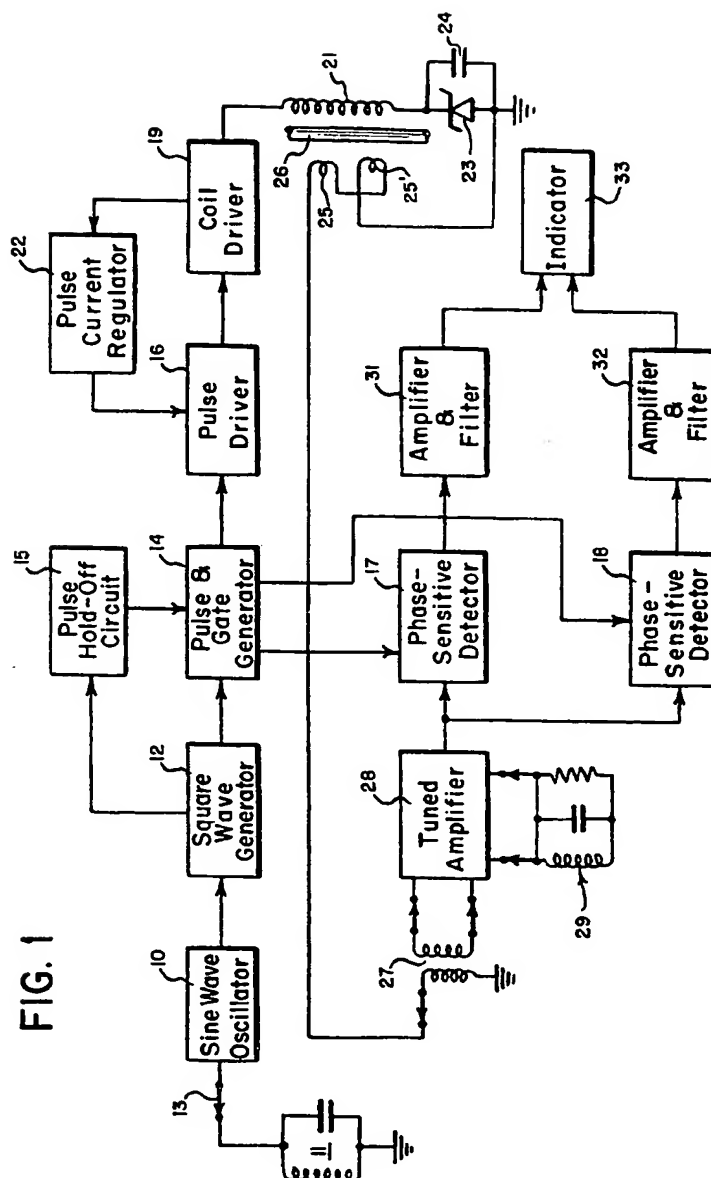 FIG. 1
10
Sine Wave
Oscillator
13
11
12
Square
Wave
Generator
15
Pulse
Hold-Off
Circuit
14
Pulse &
Gate
Generator
16
Pulse
Driver
22
Pulse
Current
Regulator
19
Coil
Driver
21
26
25
25'
23
24
27
28
Tuned
Amplifier
29
17
Phase-
Sensitive
Detector
18
Phase-
Sensitive
Detector
31
Amplifier
&
Filter
32
Amplifier
&
Filter
Indicator
33